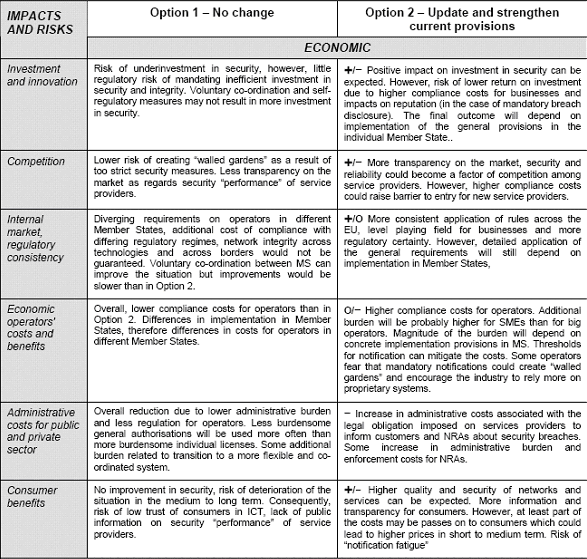 IMPACTS AND RISKS
Option 1 – No change
Option 2 – Update and strengthen current provisions
ECONOMIC
Investment and innovation
Risk of underinvestment in security, however, little
regulatory risk of mandating inefficient investment in
security and integrity. Voluntary co-ordination and self-
regulatory measures may not result in more investment
in security.
+/− Positive impact on investment in security can be
expected. However, risk of lower return on investment
due to higher compliance costs for businesses and
impacts on reputation (in the case of mandatory breach
disclosure). The final outcome will depend on
implementation of the general provisions in the
individual Member State..
Competition
Lower risk of creating “walled gardens” as a result of
too strict security measures. Less transparency on the
market as regards security “performance” of service
providers.
+/− More transparency on the market, security and
reliability could become a factor of competition among
service providers. However, higher compliance costs
could raise barrier to entry for new service providers.
Internal
market,
regulatory
consistency
Diverging requirements on operators in different
Member States, additional cost of compliance with
differing regulatory regimes, network integrity across
technologies and across borders would not be
guaranteed. Voluntary co-ordination between MS can
improve the situation but improvements would be
slower than in Option 2.
+/O More consistent application of rules across the
EU, level playing field for businesses and more
regulatory certainty. However, detailed application of
the general requirements will still depend on
implementation in Member States,
Economic
operators'
costs and
benefits
Overall, lower compliance costs for operators than in
Option 2. Differences in implementation in Member
States, therefore differences in costs for operators in
different Member States.
O/− Higher compliance costs for operators. Additional
burden will be probably higher for SMEs than for big
operators. Magnitude of the burden will depend on
concrete implementation provisions in MS. Thresholds
for notification can mitigate the costs. Some operators
fear that mandatory notifications could create “walled
gardens” and encourage the industry to rely more on
proprietary systems.
Administrative
costs for public
and private
sector
Overall reduction due to lower administrative burden
and less regulation for operators. Less burdensome
general authorisations will be used more often than
more burdensome individual licenses. Some additional
burden related to transition to a more flexible and co-
ordinated system.
− Increase in administrative costs associated with the
legal obligation imposed on services providers to
inform customers and NRAs about security breaches.
Some increase in administrative burden and
enforcement costs for NRAs.
Consumer
benefits
No improvement in security, risk of deterioration of the
situation in the medium to long term. Consequently,
risk of low trust of consumers in ICT, lack of public
information on security “performance” of service
providers.
+/− Higher quality and security of networks and
services can be expected. More information and
transparency for consumers. However, at least part of
the costs may be passes on to consumers which could
lead to higher prices in short to medium term. Risk of
“notification fatigue”